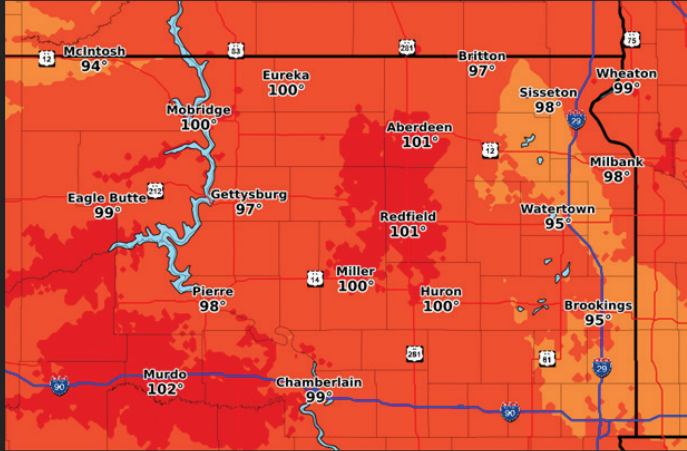 75
83
281
McIntosh
94°
12
Britton
97°
Eureka
100°
Wheaton
99°
Sisseton
98°
Mobridge
100°
29
Aberdeen
101°
12
Milbank
98°
212
Eagle Butte
99°
Gettysburg
97°
Watertown
95°
Redfield
101°
14
Miller
100°
Pierre
98°
Huron
100°
Brookings
95°
281
81
29
Murdo
102°
90
Chamberlain
99°
90